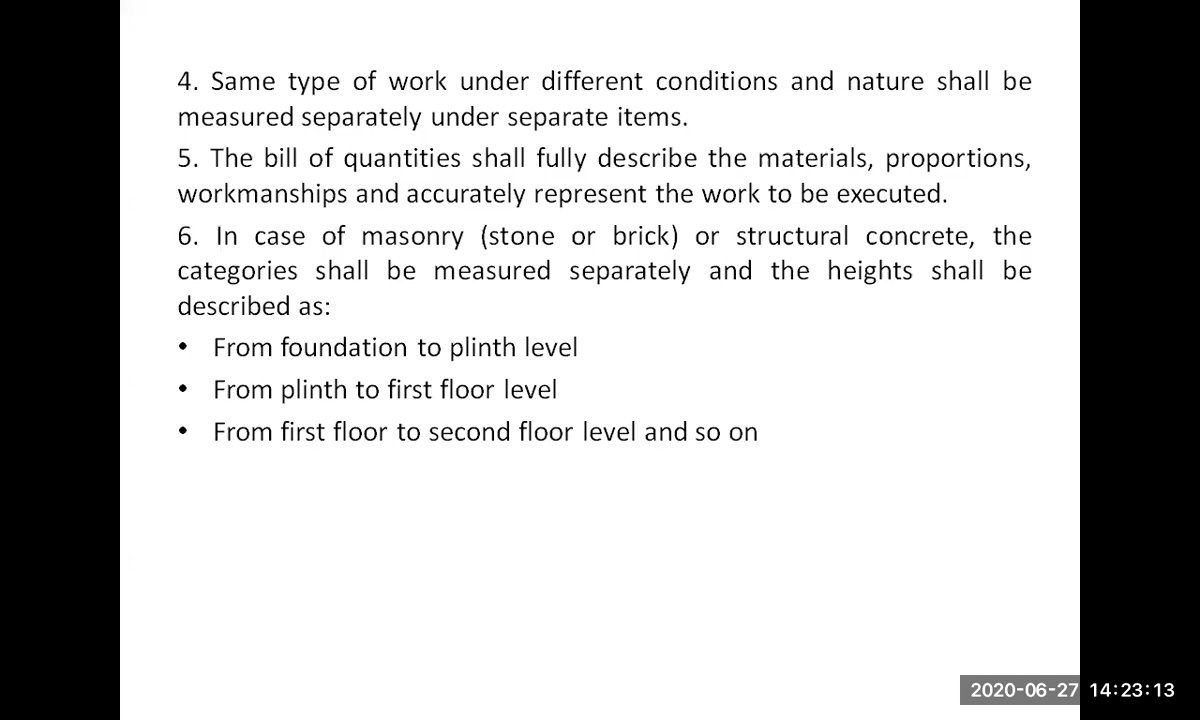 4. Same type of work under different conditions and nature shall be
measured separately under separate items.
5. The bill of quantities shall fully describe the materials, proportions,
workmanships and accurately represent the work to be executed.
6. In case of masonry (stone or brick) or structural concrete, the
categories shall be measured separately and the heights shall be
described as:
• From foundation to plinth level
• From plinth to first floor level
• From first floor to second floor level and so on
2020-06-27 14:23:13